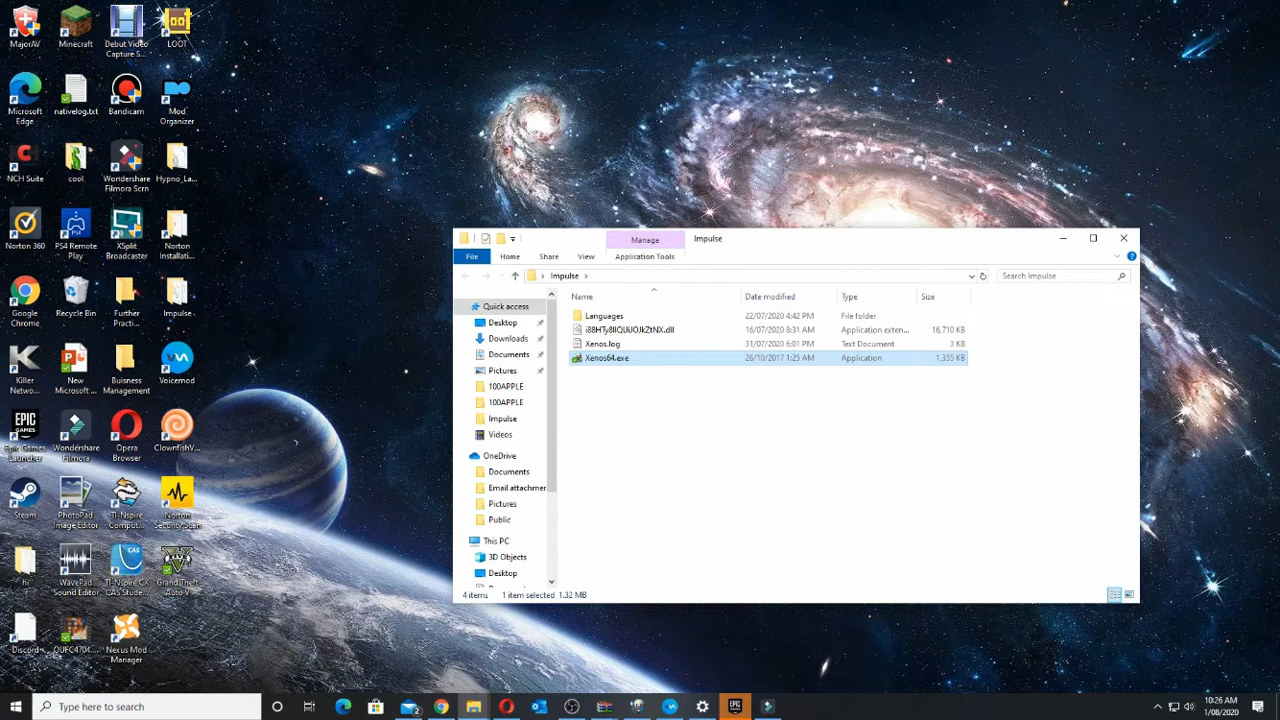 MajorAV
Minecraft
Debut Video
Capture S...
LOOT
Microsoft
Edge
nativelog.txt
Bandicam
Mod
Organizer
NCH Suite
cool
Wondershare
Filmora Scrn
Hypno_La...
Norton 360
PS4 Remote
Play
XSplit
Broadcaster
Norton
Installati...
Google
Chrome
Recycle Bin
Further
Practi...
Impulse
Killer
Netwo...
New
Microsoft ...
Buisness
Management
Voicemod
EPIC
GAMES
Epic Games
Launcher
Wondershare
Filmora
Opera
Browser
ClownfishV...
Steam
PhotoPad
Image Editor
TI-Nspire
Comput...
Norton
Security Scan
hi
WavePad
Sound Editor
CAS
TI-Nspire CX
CAS Stude...
Grand Theft
Auto V
Discord
Nexus Mod
Manager
Manage
Impulse
File
Home
Share
View
Application Tools
Impulse
Search Impulse
Name
Date modified
Type
Size
Languages
22/07/2020 4:42 PM
File folder
16/07/2020 8:31 AM
Application exten...
16,710 KB
Xenos.log
31/07/2020 6:01 PM
Text Document
3 KB
Xenos64.exe
26/10/2017 1:25 AM
Application
1,355 KB
Quick access
Desktop
Downloads
Documents
Pictures
100APPLE
100APPLE
Impulse
Videos
OneDrive
Documents
Email attachmen
Pictures
Public
This PC
3D Objects
Desktop
4 items
1 item selected 1.32 MB
Type here to search
10:26 AM
1/08/2020